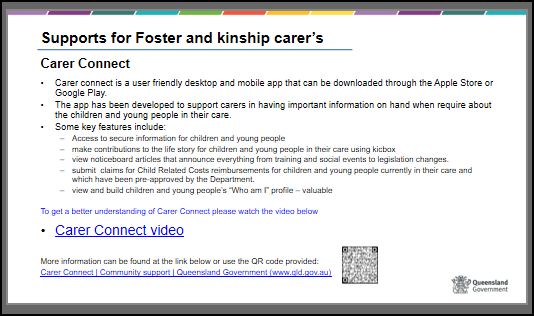 Supports for Foster and kinship carer's
Carer Connect
• Carer connect is a user friendly desktop and mobile app that can be downloaded through the Apple Store or
Google Play.
• The app has been developed to support carers in having important information on hand when require about
the children and young people in their care.
• Some key features include:
– Access to secure information for children and young people
– make contributions to the life story for children and young people in their care using kicbox
– view noticeboard articles that announce everything from training and social events to legislation changes.
– submit claims for Child Related Costs reimbursements for children and young people currently in their care and
which have been pre-approved by the Department.
– view and build children and young people's "Who am I" profile – valuable
To get a better understanding of Carer Connect please watch the video below
• Carer Connect video
More information can be found at the link below or use the QR code provided:
Carer Connect | Community support | Queensland Government (www.qld.gov.au)
Queensland
Government